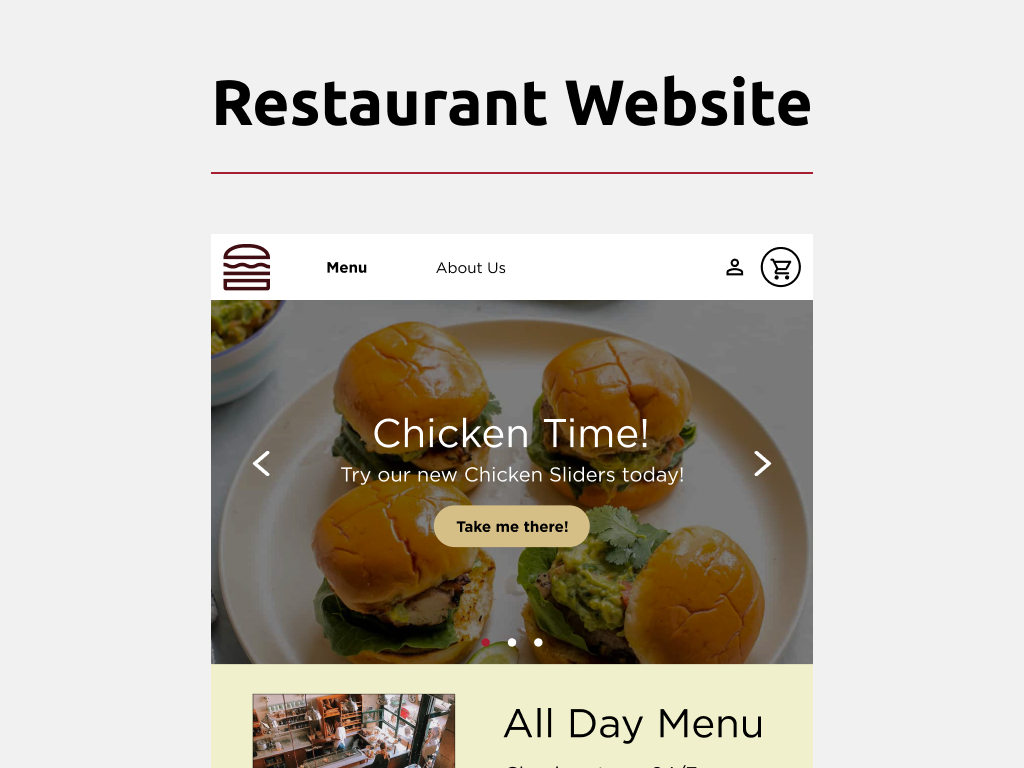 Restaurant Website
Menu
About Us
Chicken Time!
Try our new Chicken Sliders today!
Take me there!
All Day Menu